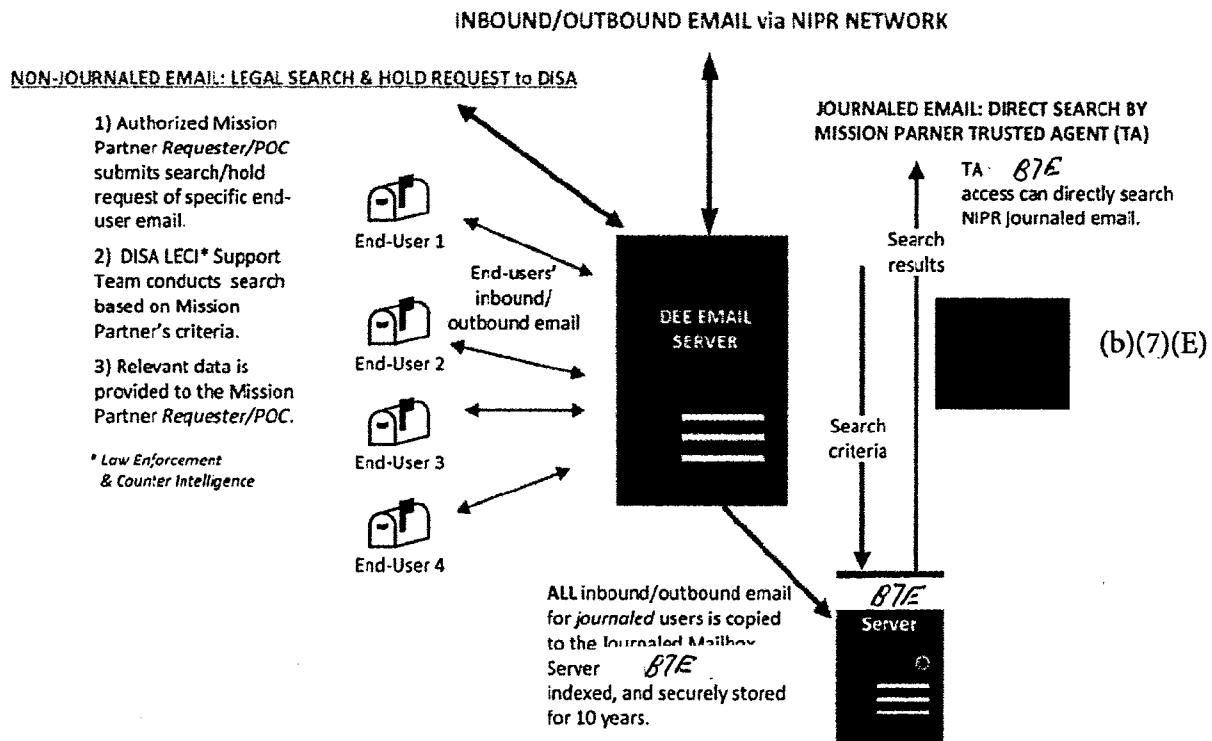 INBOUND/OUTBOUND EMAIL via NIPR NETWORK
NON-JOURNALED EMAIL: LEGAL SEARCH & HOLD REQUEST to DISA
1) Authorized Mission
Partner Requester/POC
submits search/hold
request of specific end-
user email.
2) DISA LECI* Support
Team conducts search
based on Mission
Partner's criteria.
3) Relevant data is
provided to the Mission
Partner Requester/POC.
* Law Enforcement
& Counter Intelligence
End-User 1
End-User 2
End-User 3
End-User 4
End-users'
inbound/
outbound email
DEE EMAIL
SERVER
JOURNALED EMAIL: DIRECT SEARCH BY
MISSION PARNER TRUSTED AGENT (TA)
TA B7E
access can directly search
NIPR journaled email.
Search
results
(b)(7)(E)
Search
criteria
ALL inbound/outbound email
for journaled users is copied
to the Journaled Mailbox
Server B7E
indexed, and securely stored
for 10 years.
B7E
Server